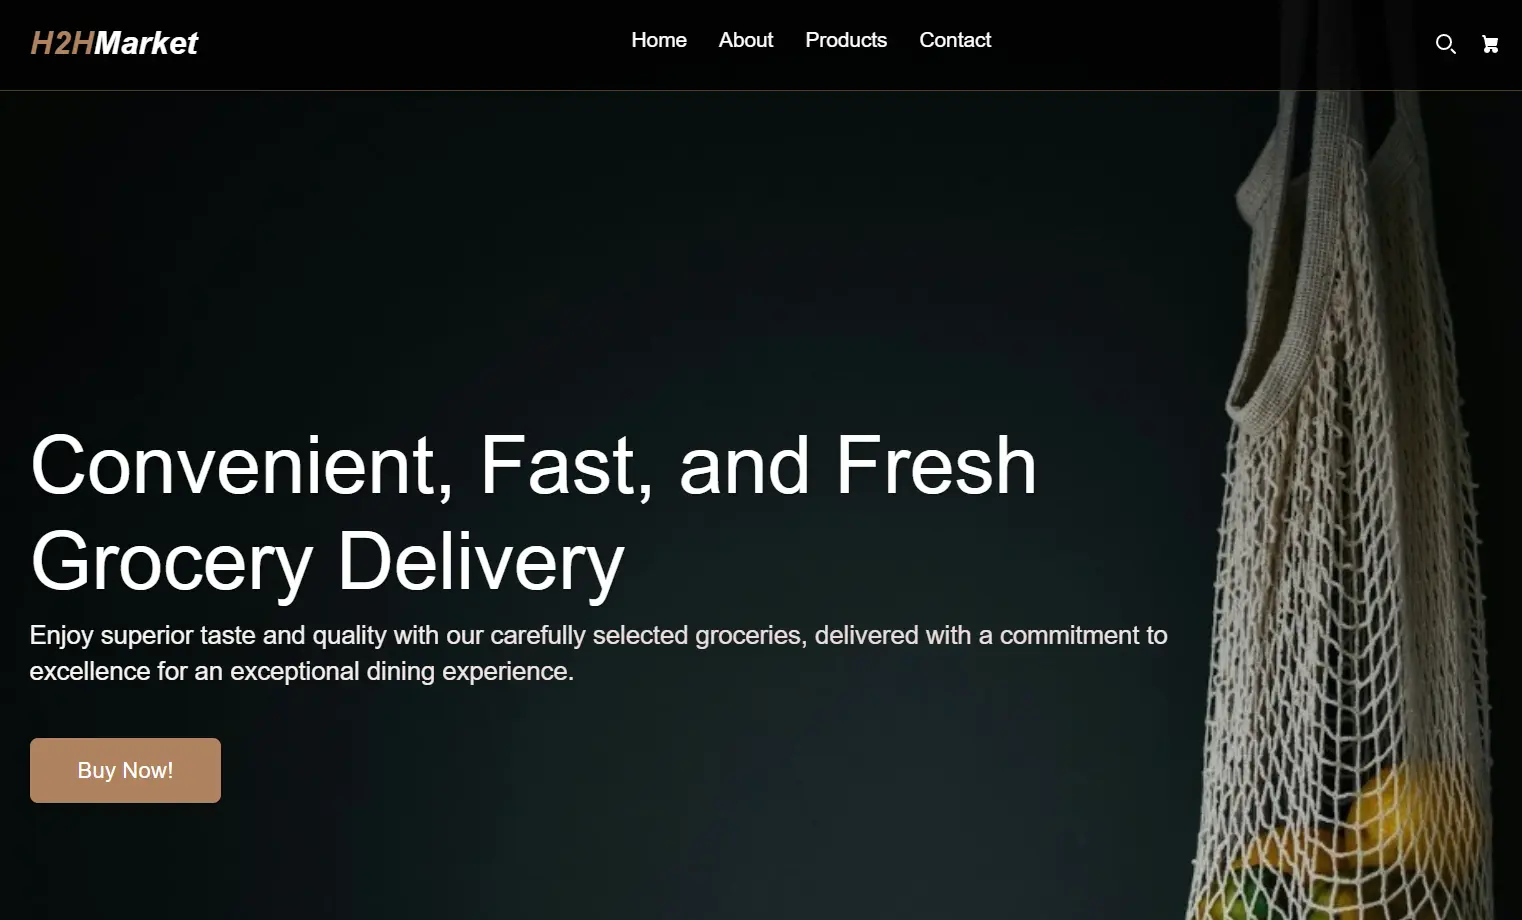 H2HMarket
Home About Products Contact
Convenient, Fast, and Fresh
Grocery Delivery
Enjoy superior taste and quality with our carefully selected groceries, delivered with a commitment to
excellence for an exceptional dining experience.
Buy Now!